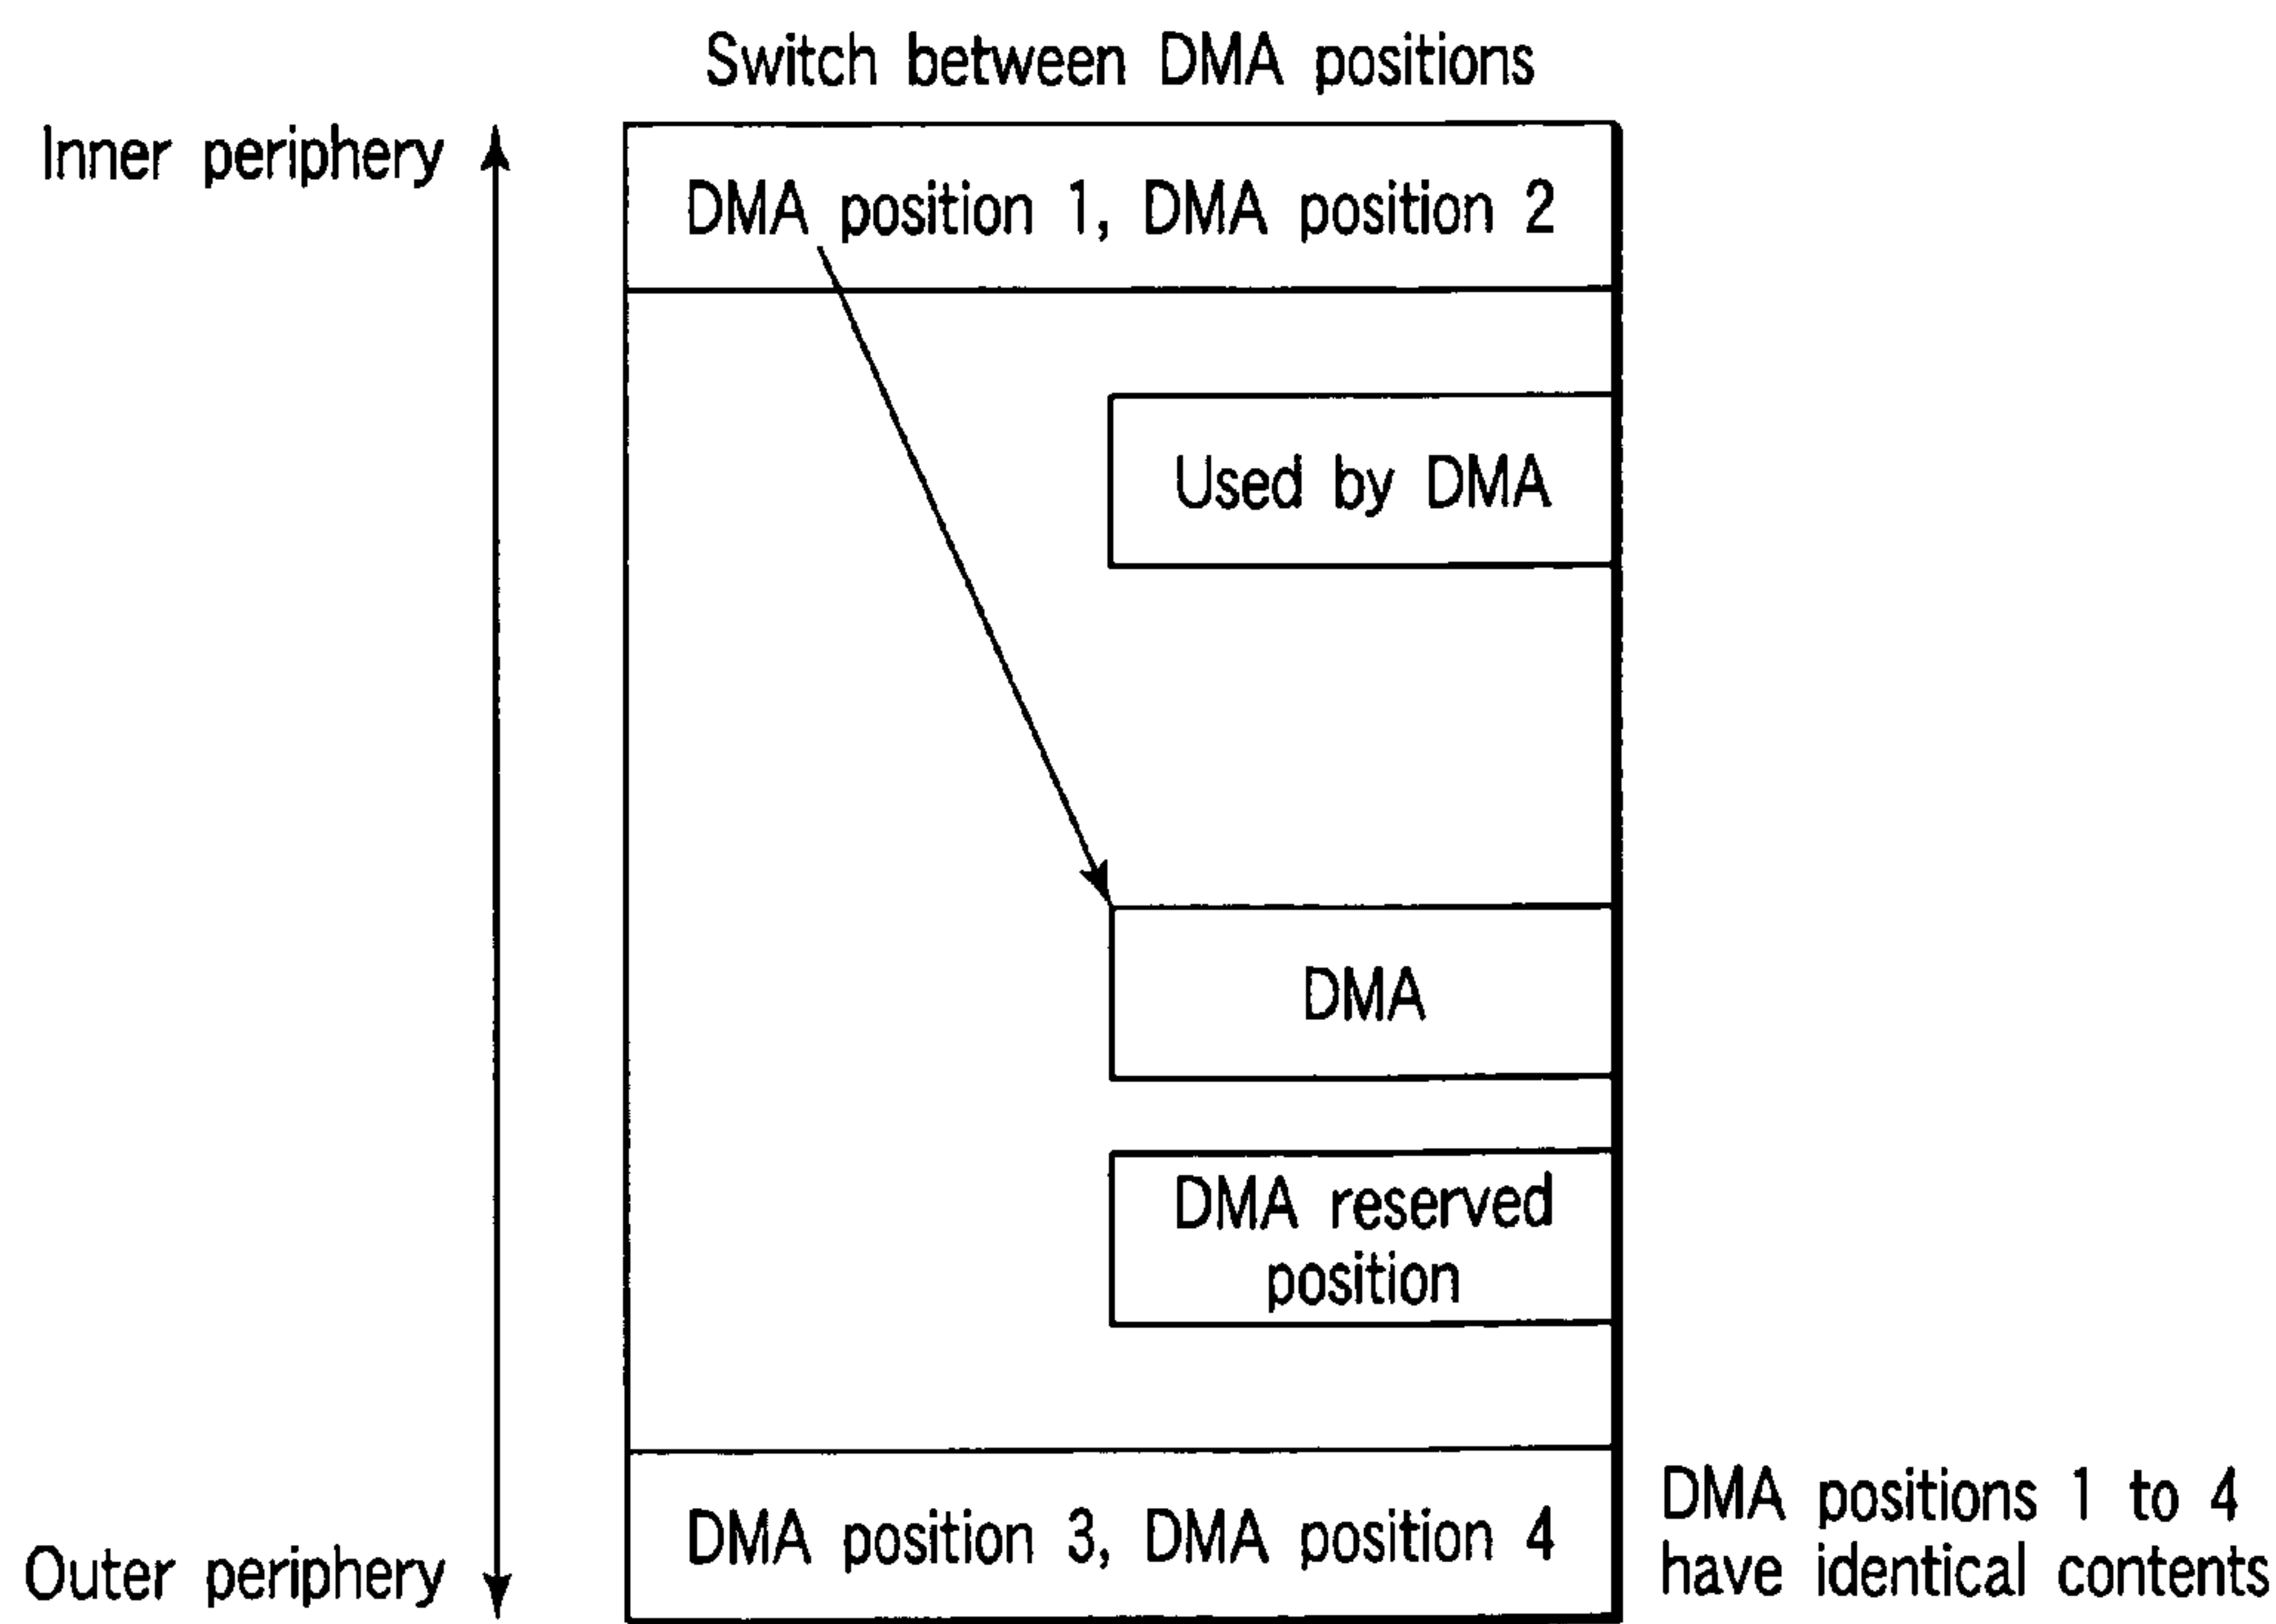 Switch between DMA positions
Inner periphery
DMA position 1, DMA position 2
Used by DMA
DMA
DMA reserved
position
DMA position 3, DMA position 4
DMA positions 1 to 4
have identical contents
Outer periphery